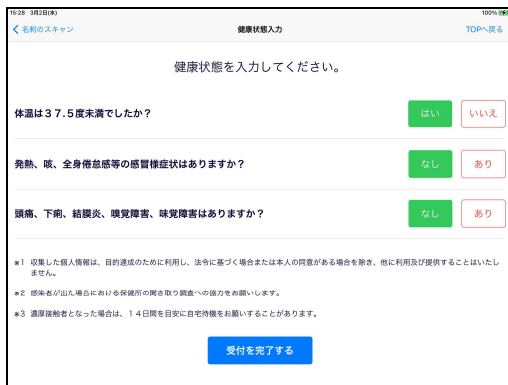 15:28 3月2日(水)
100%
名刺のスキャン
健康状態入力
TOPへ戻る
健康状態を入力してください。
体温は３７.５度未満でしたか？
はい
いいえ
発熱、咳、全身倦怠感等の感冒様症状はありますか？
なし
あり
頭痛、下痢、結膜炎、嗅覚障害、味覚障害はありますか？
なし
あり
※1 収集した個人情報は、目的達成のために利用し、法令に基づく場合または本人の同意がある場合を除き、他に利用及び提供することはいたし
ません。
※2 感染者が出た場合における保健所の聞き取り調査への協力をお願いします。
※3 濃厚接触者となった場合は、１４日間を目安に自宅待機をお願いすることがあります。
受付を完了する